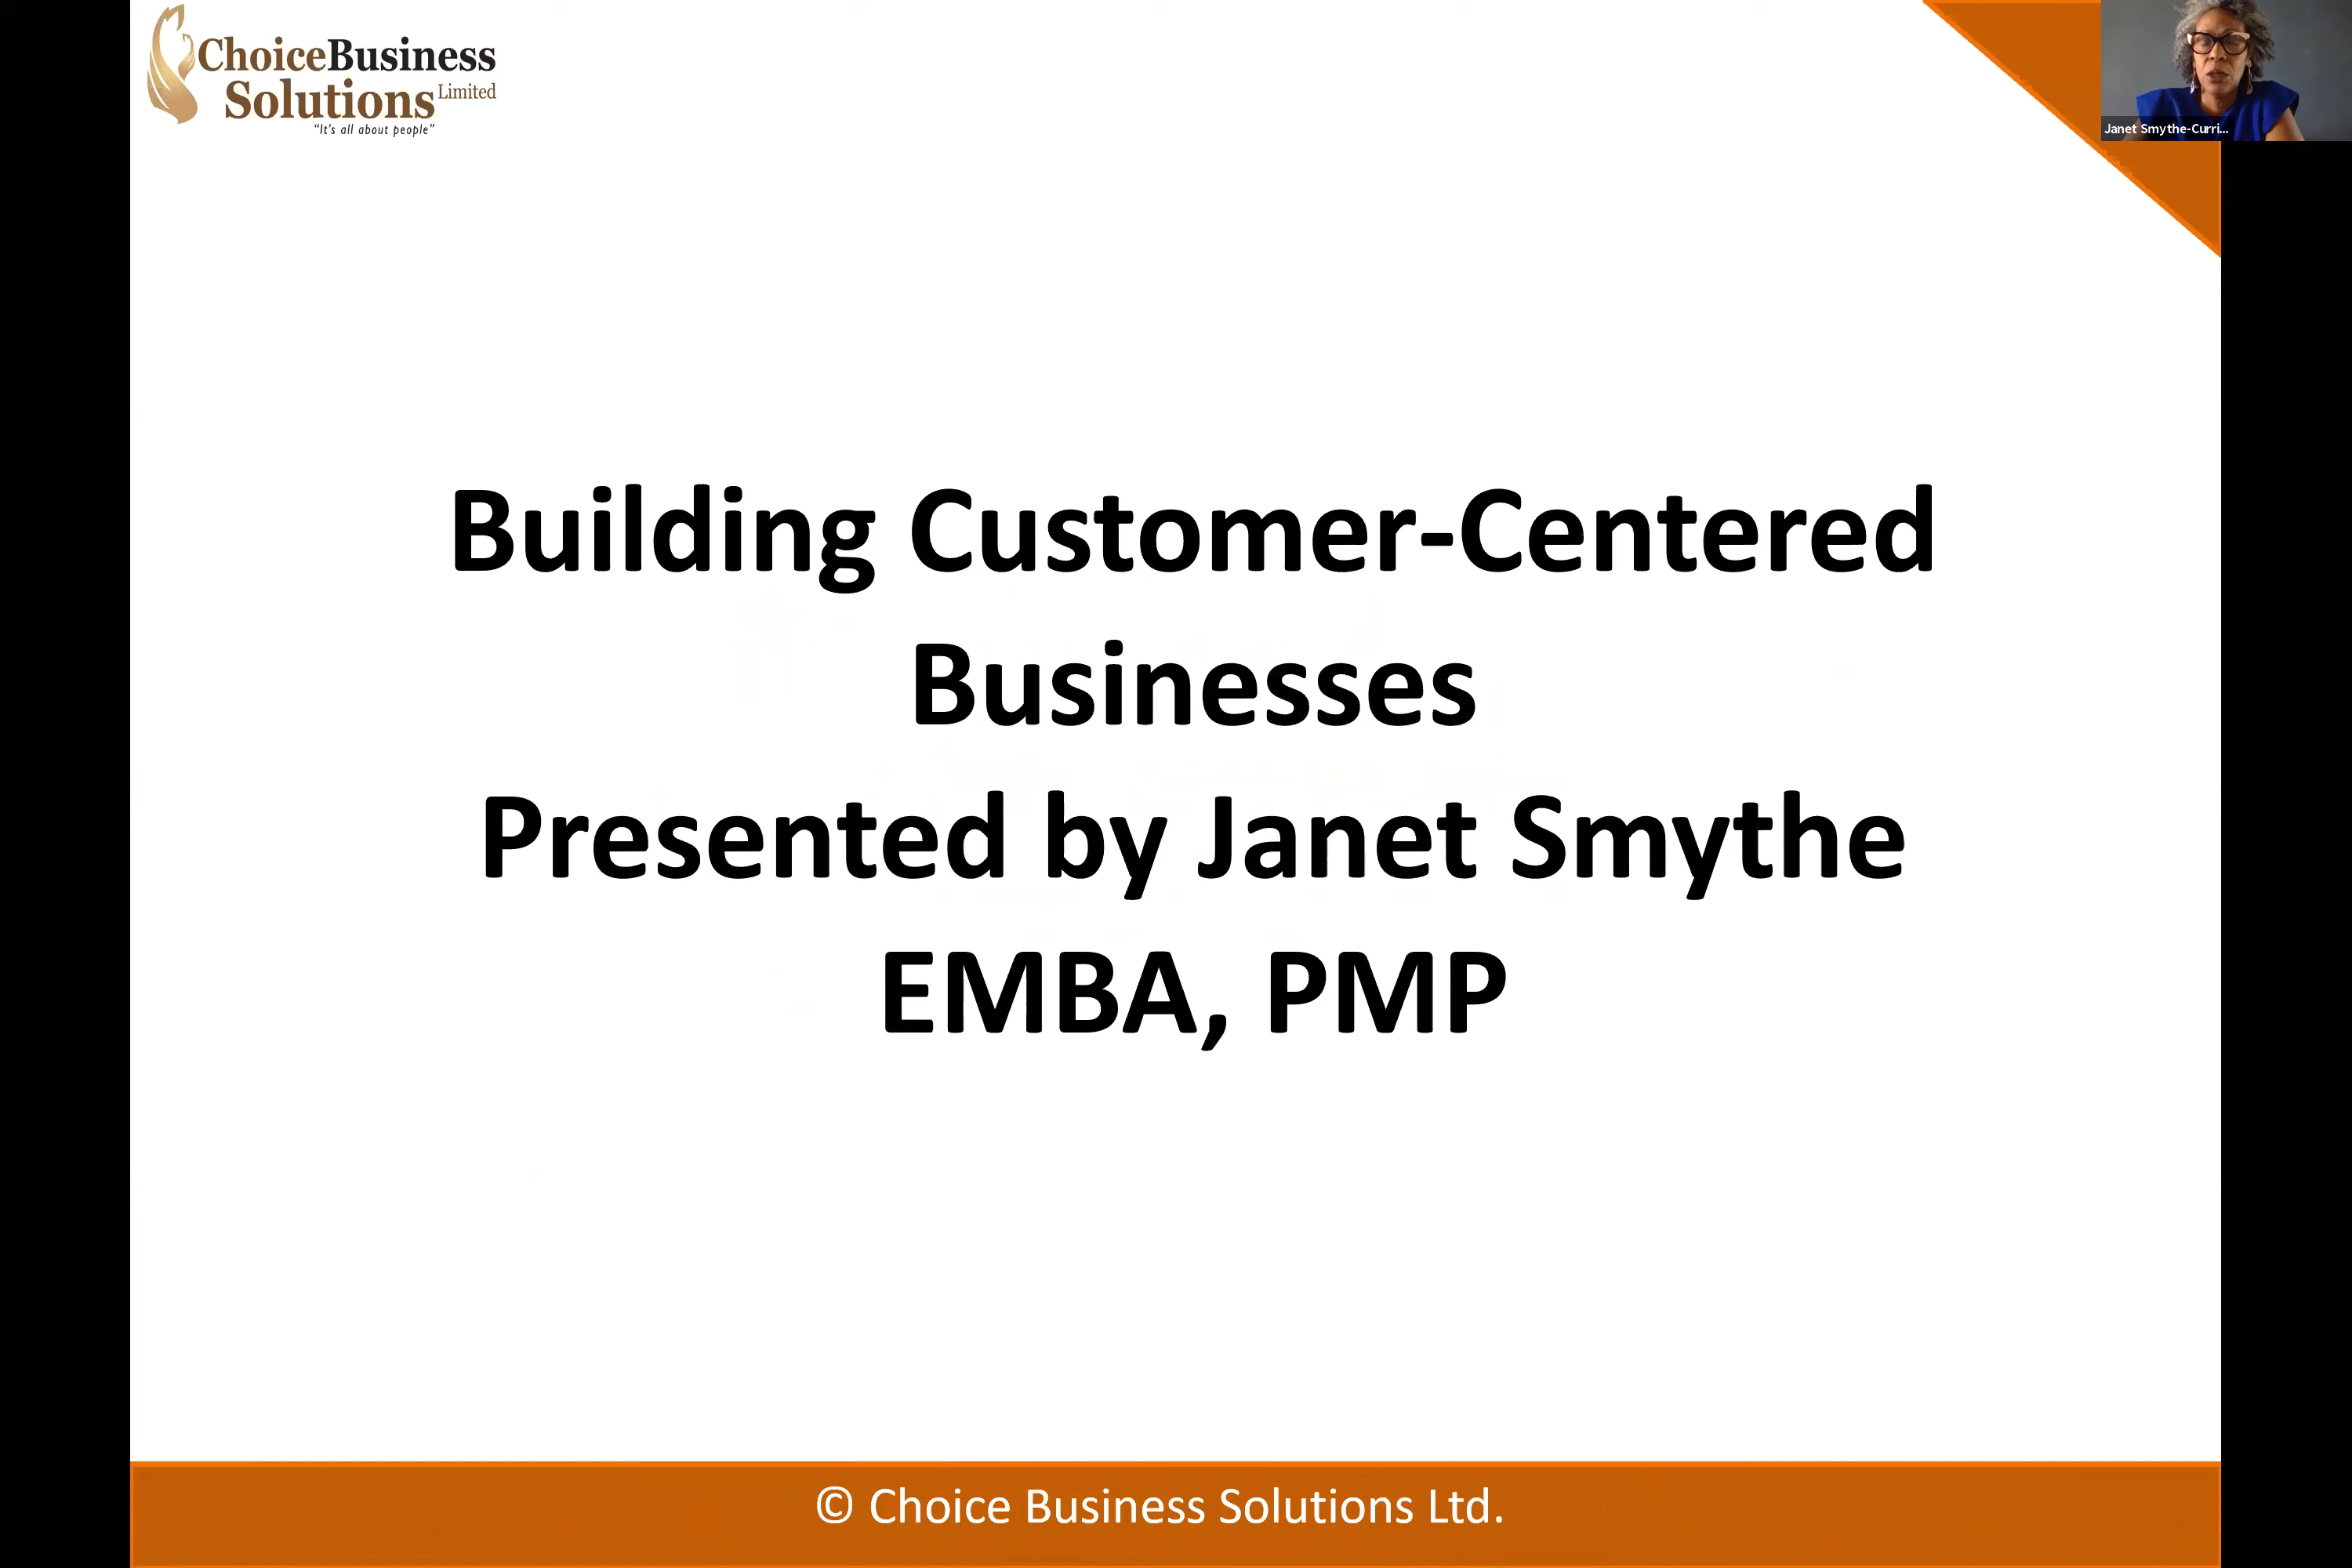 ChoiceBusiness
Solutions Limited
"It's all about people"
Janet Smythe-Curri...
Building Customer-Centered
Businesses
Presented by Janet Smythe
EMBA, PMP
© Choice Business Solutions Ltd.